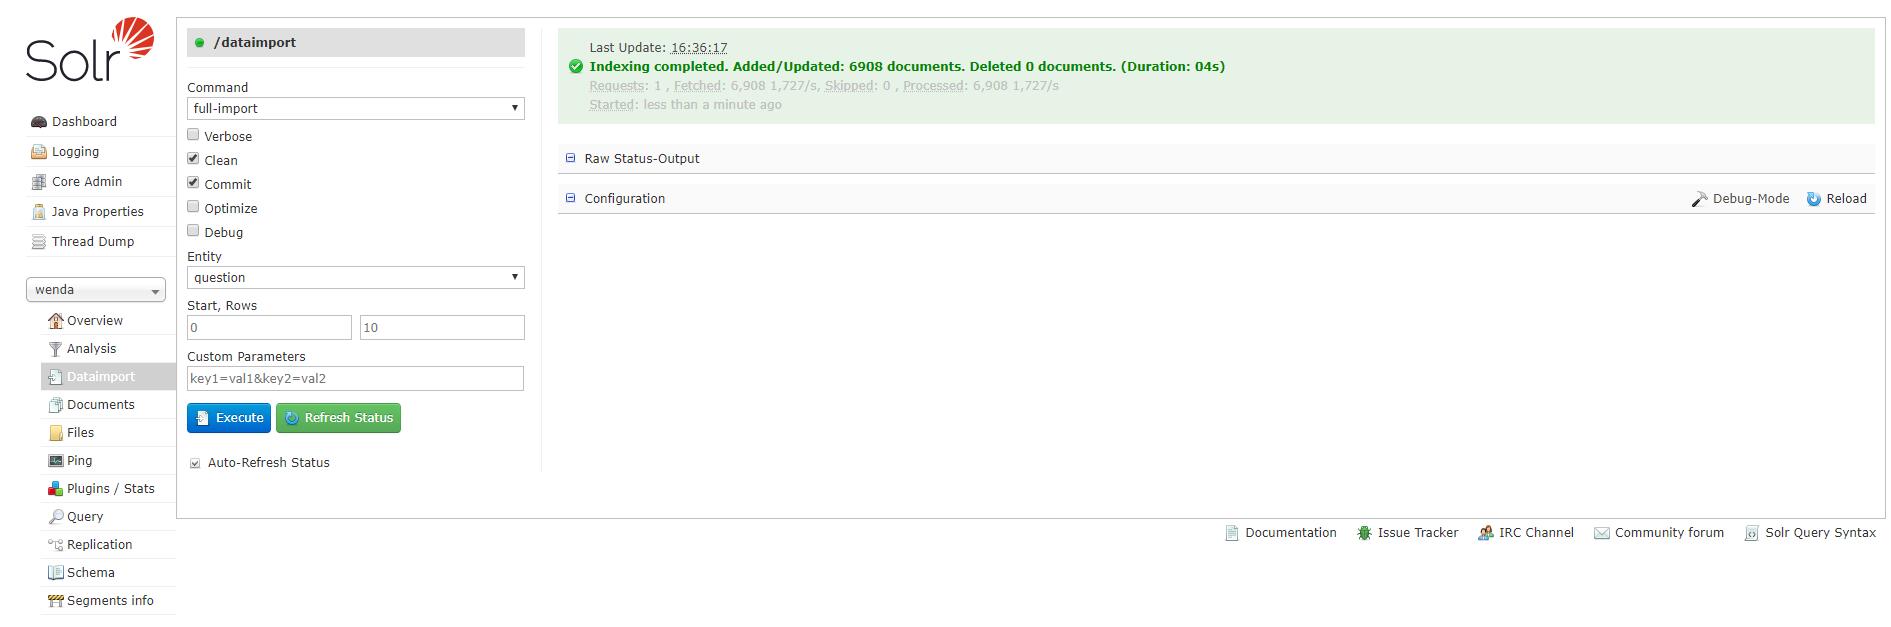 Solr
Dashboard
Logging
Core Admin
Java Properties
Thread Dump
wenda
Overview
Analysis
Dataimport
Documents
Files
Ping
Plugins / Stats
Query
Replication
Schema
Segments info
/dataimport
Command
full-import
Verbose
Clean
Commit
Optimize
Debug
Entity
question
Start, Rows
0 10
Custom Parameters
key1=val1&key2=val2
Execute Refresh Status
Auto-Refresh Status
Last Update: 16:36:17
Indexing completed. Added/Updated: 6908 documents. Deleted 0 documents. (Duration: 04s)
Requests: 1 , Fetched: 6,908 1,727/s, Skipped: 0 , Processed: 6,908 1,727/s
Started: less than a minute ago
Raw Status-Output
Configuration Debug-Mode Reload
Documentation Issue Tracker IRC Channel Community forum Solr Query Syntax